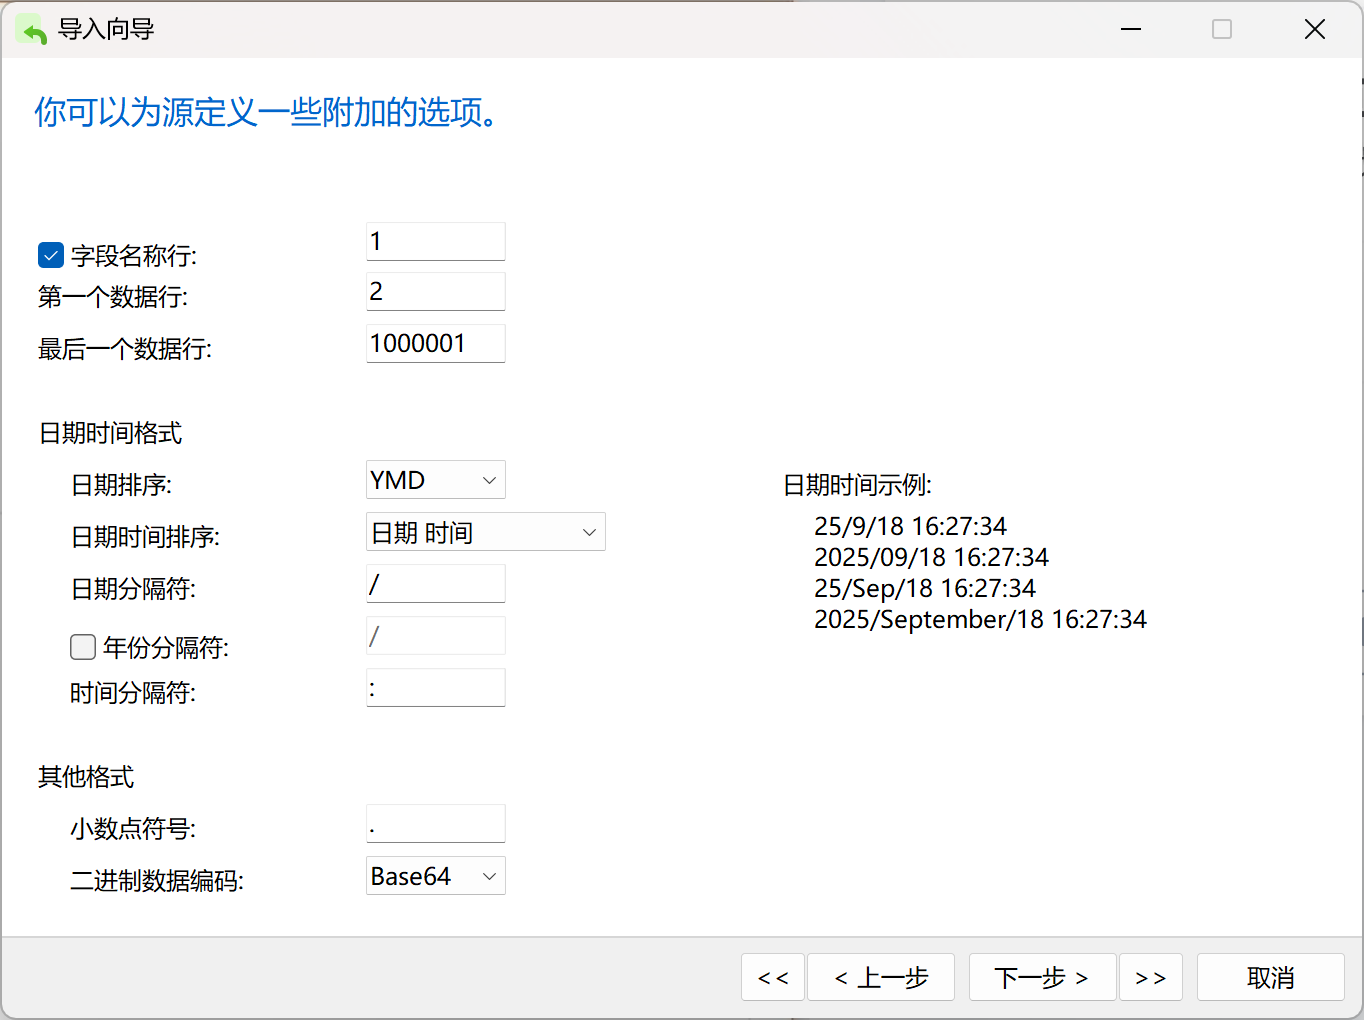 导入向导
你可以为源定义一些附加的选项。
字段名称行: 1
第一个数据行: 2
最后一个数据行: 1000001
日期时间格式
日期排序: YMD
日期时间排序: 日期 时间
日期分隔符: /
年份分隔符: /
时间分隔符: :
日期时间示例:
25/9/18 16:27:34
2025/09/18 16:27:34
25/Sep/18 16:27:34
2025/September/18 16:27:34
其他格式
小数点符号: .
二进制数据编码: Base64
<< < 上一步 下一步 > >> 取消